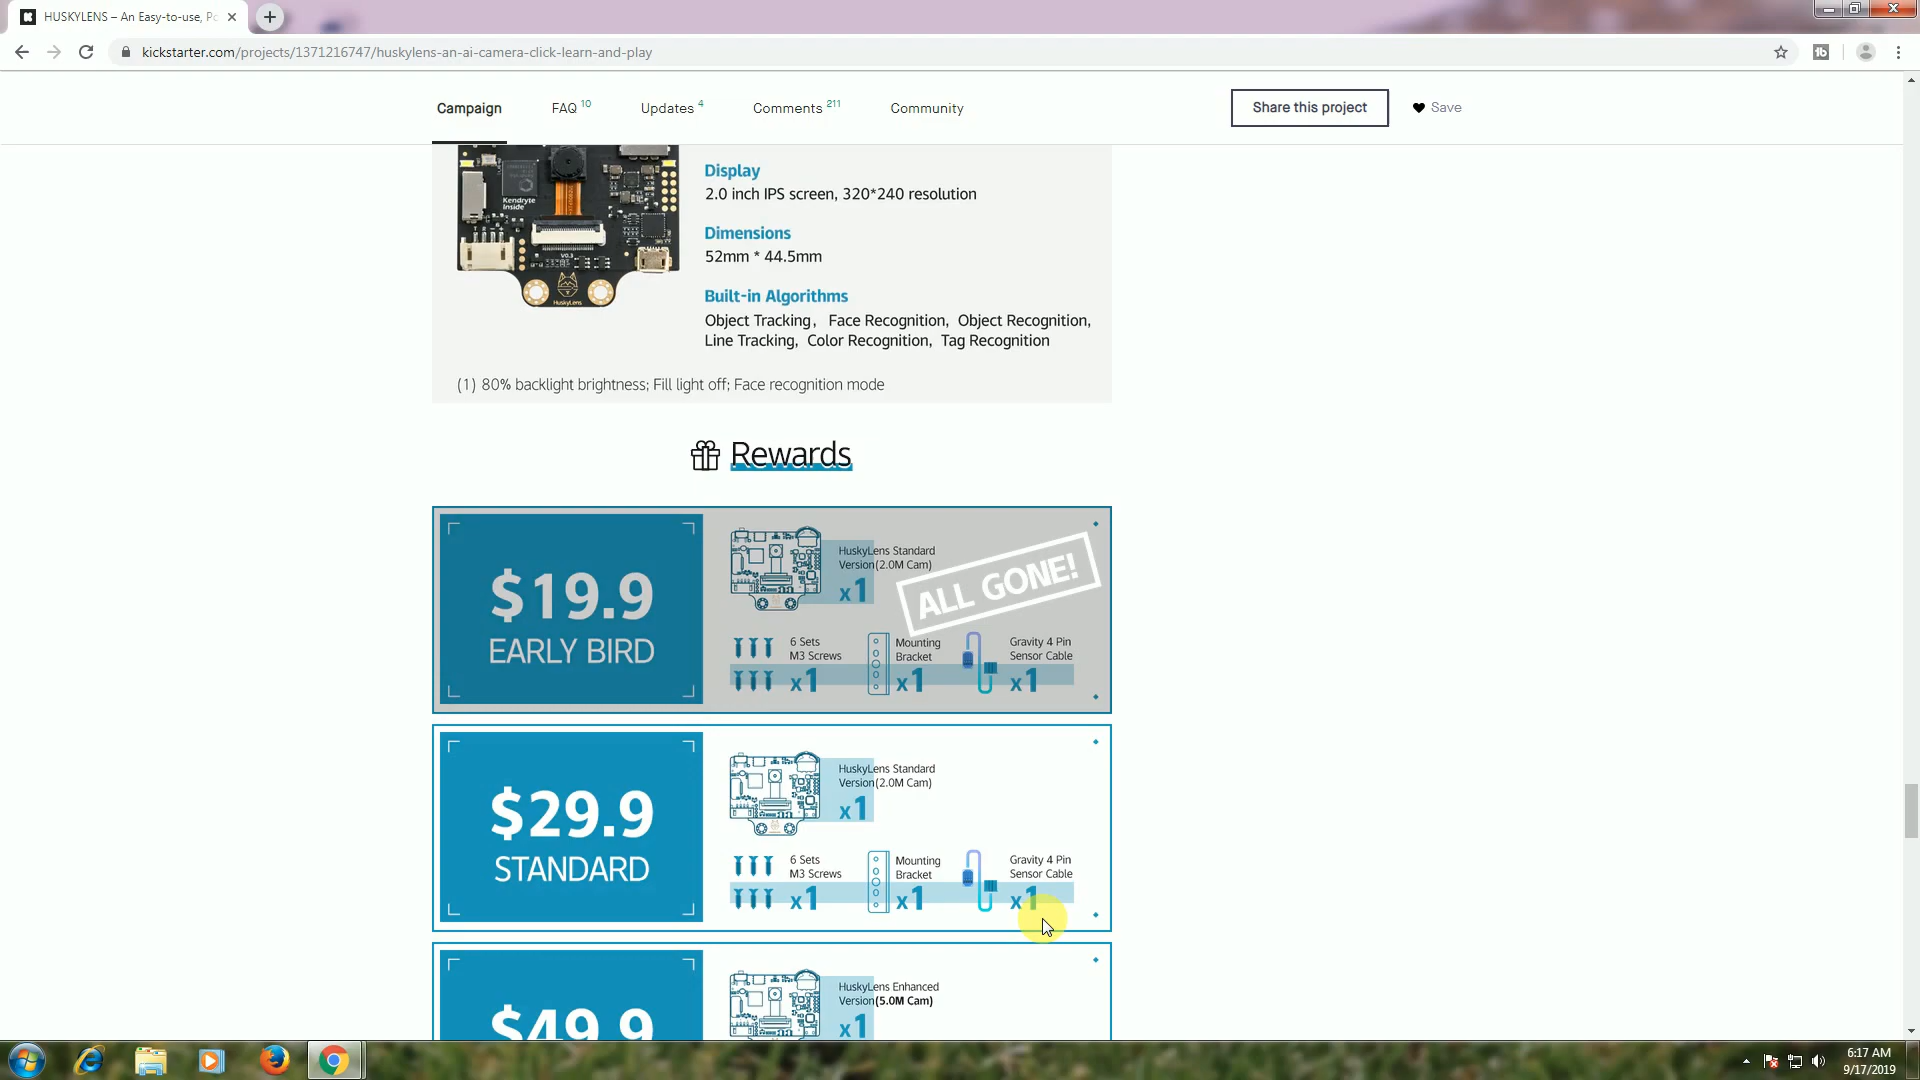 HUSKYLENS – An Easy-to-use, Po
kickstarter.com/projects/1371216747/huskylens-an-ai-camera-click-learn-and-play
Campaign
FAQ 10
Updates 4
Comments 211
Community
Share this project
Save
Kendryte
Inside
V0.3
HuskyLens
Display
2.0 inch IPS screen, 320*240 resolution
Dimensions
52mm * 44.5mm
Built-in Algorithms
Object Tracking, Face Recognition, Object Recognition,
Line Tracking, Color Recognition, Tag Recognition
(1) 80% backlight brightness; Fill light off; Face recognition mode
Rewards
$19.9
EARLY BIRD
HuskyLens Standard
Version(2.0M Cam)
x1
ALL GONE!
6 Sets
M3 Screws
x1
Mounting
Bracket
x1
Gravity 4 Pin
Sensor Cable
x1
$29.9
STANDARD
HuskyLens Standard
Version(2.0M Cam)
x1
6 Sets
M3 Screws
x1
Mounting
Bracket
x1
Gravity 4 Pin
Sensor Cable
x1
$49.9
HuskyLens Enhanced
Version(5.0M Cam)
x1
6:17 AM
9/17/2019